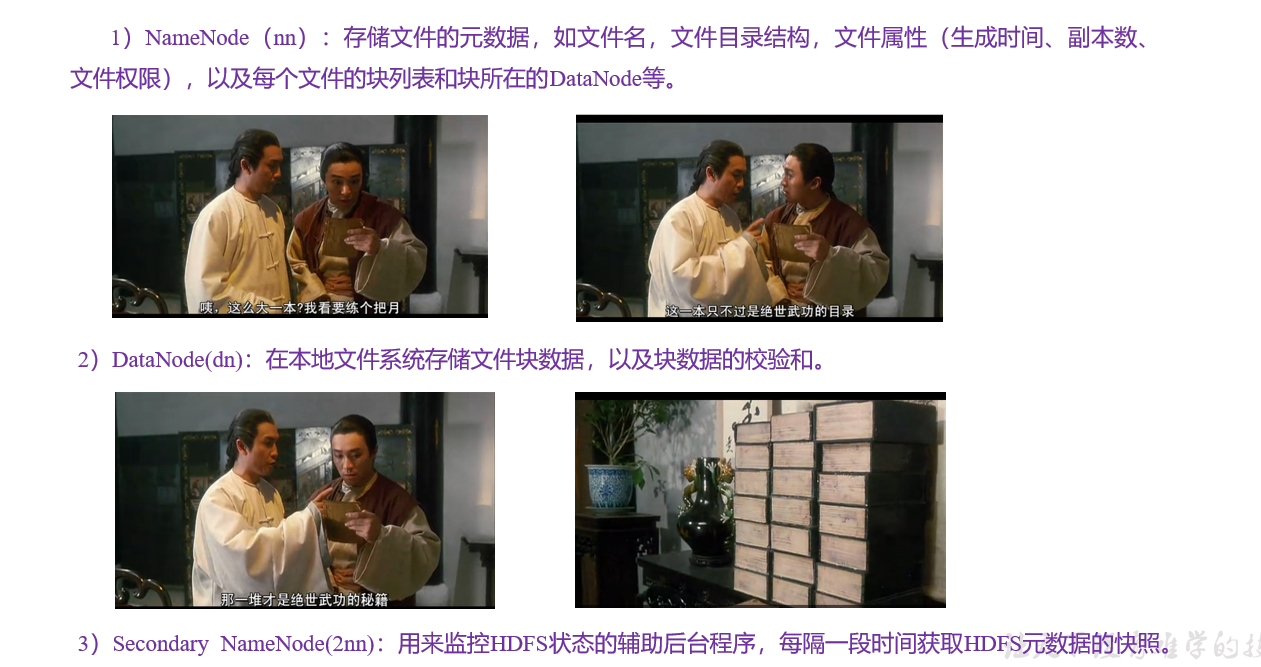 1）NameNode（nn）：存储文件的元数据，如文件名，文件目录结构，文件属性（生成时间、副本数、
文件权限），以及每个文件的块列表和块所在的DataNode等。
咦，这么大一本?我看要练个把月
这一本只不过是绝世武功的目录
2）DataNode(dn)：在本地文件系统存储文件块数据，以及块数据的校验和。
那一堆才是绝世武功的秘籍
3）Secondary NameNode(2nn)：用来监控HDFS状态的辅助后台程序，每隔一段时间获取HDFS元数据的快照。